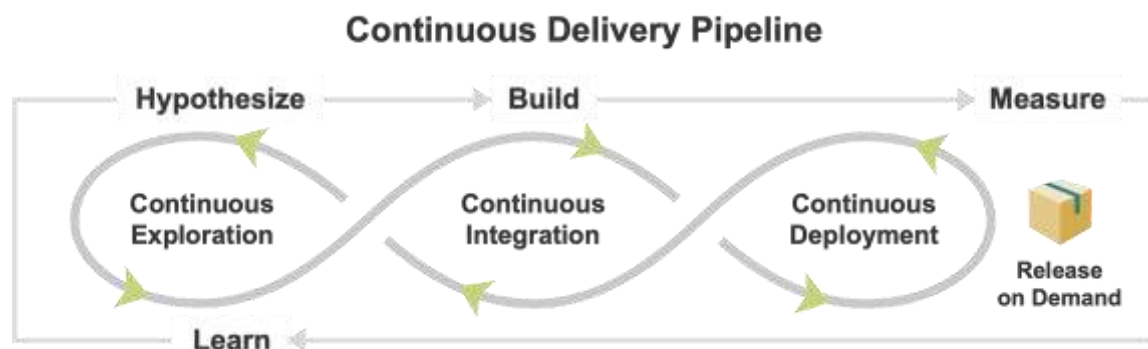 Continuous Delivery Pipeline
Hypothesize
Build
Measure
Continuous
Exploration
Continuous
Integration
Continuous
Deployment
Release
on Demand
Learn